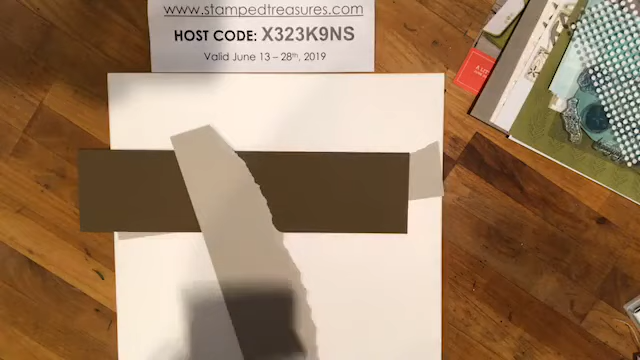 www.stampedtreasures.com
HOST CODE: X323K9NS
Valid June 13 – 28th, 2019